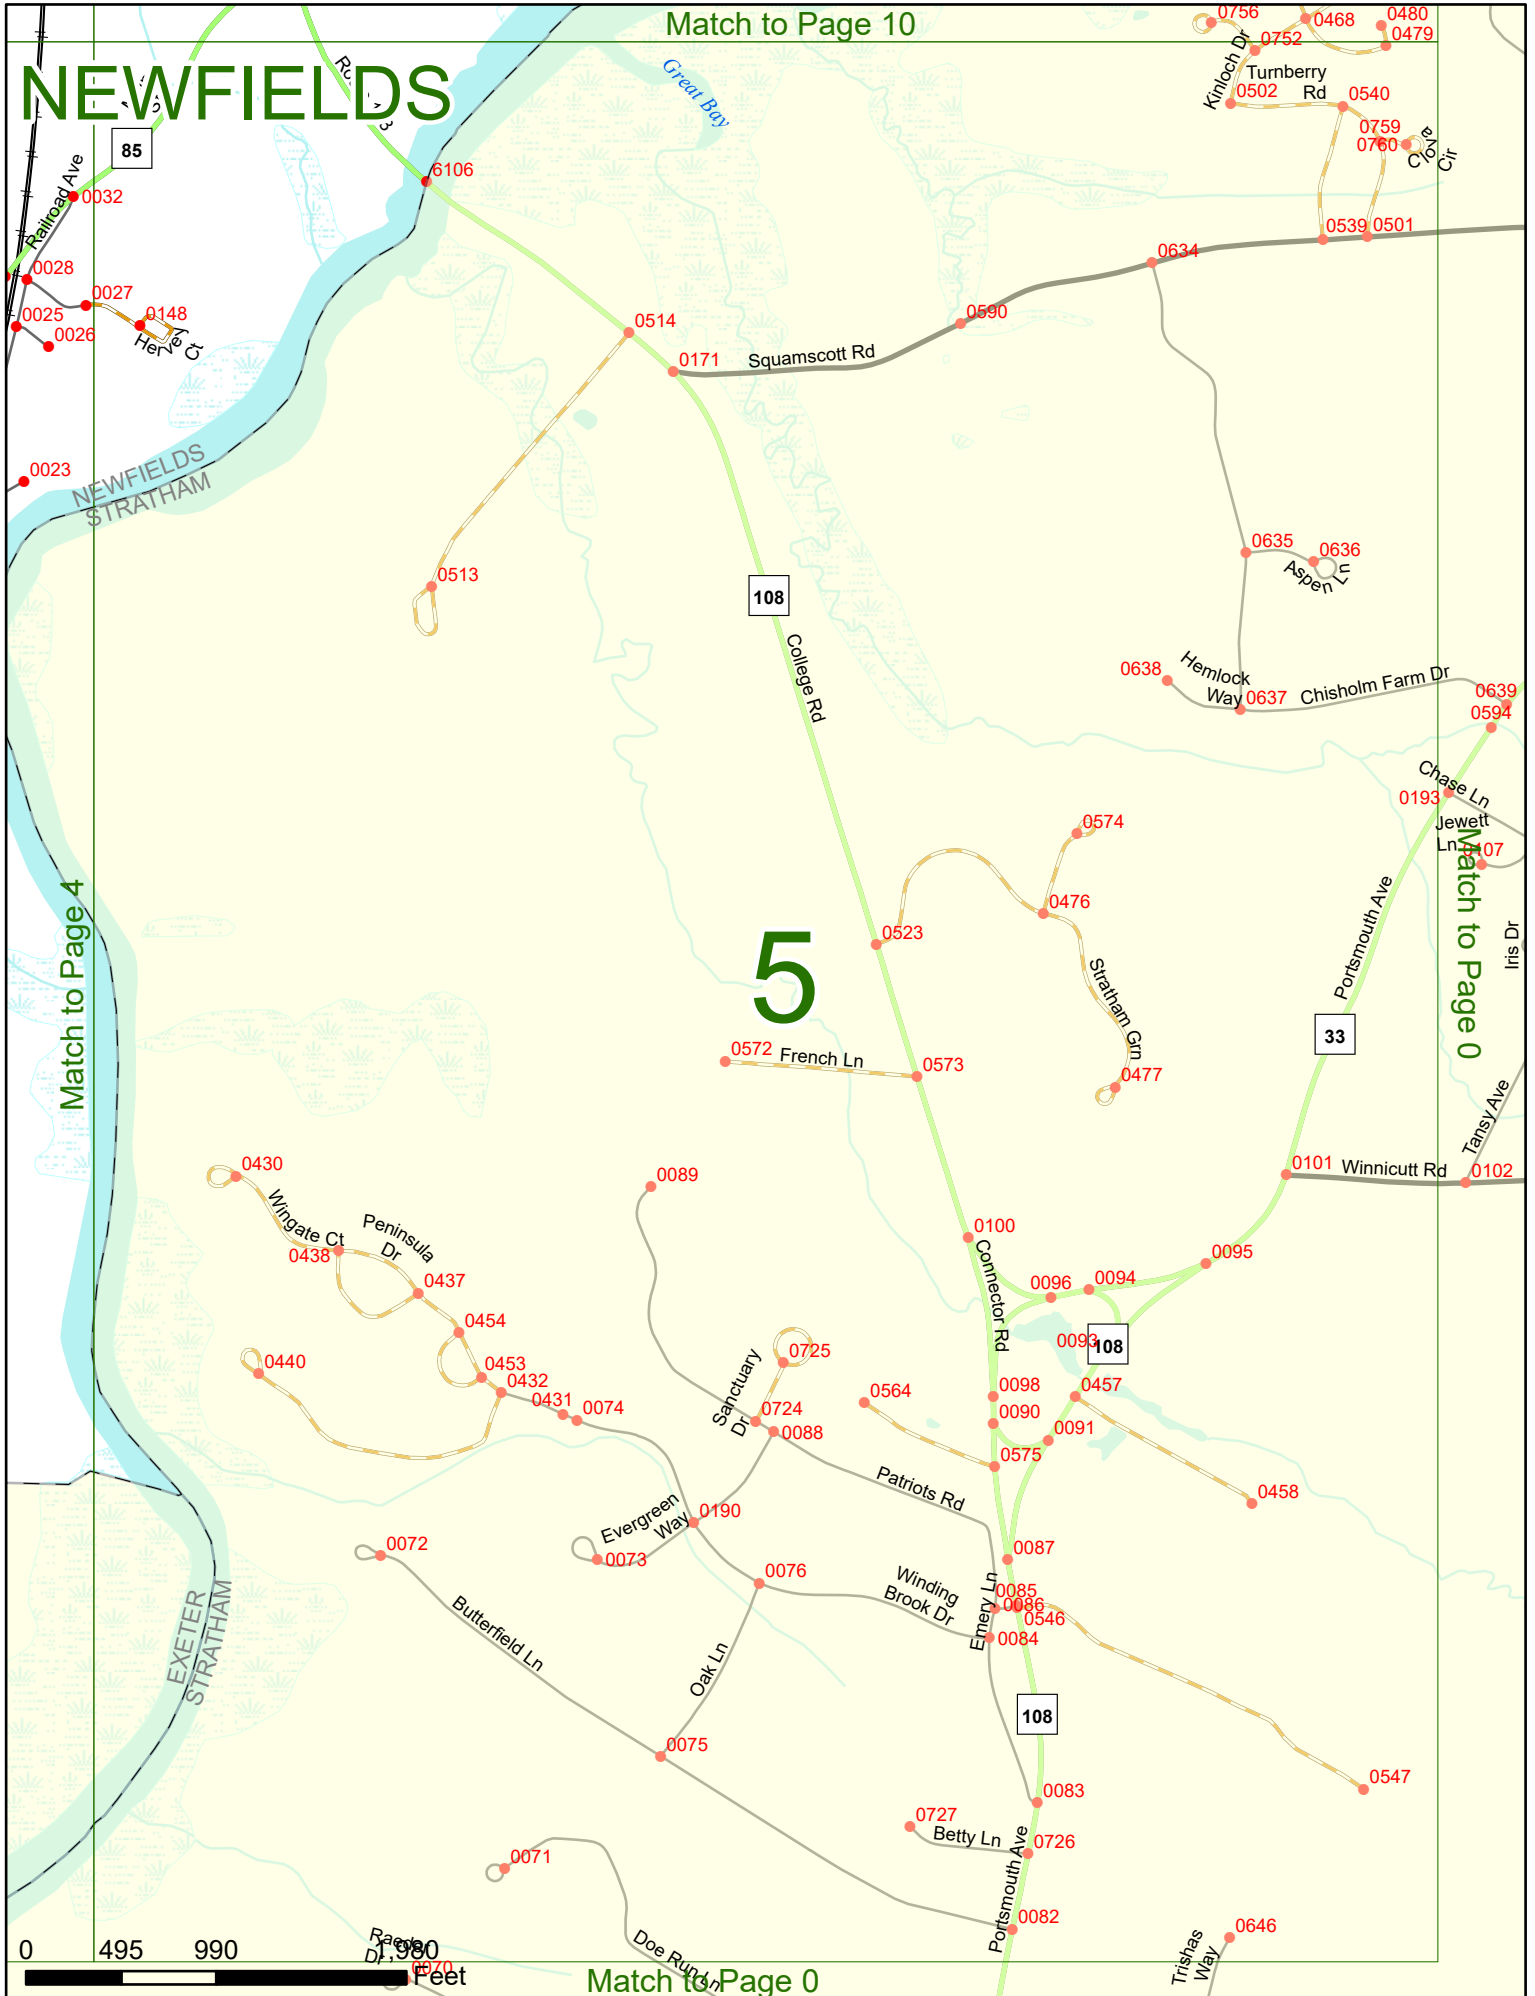 Match to Page 10
NEWFIELDS
Great Bay
0756
0468
0480
0479
0752
Kinloch Dr
Turnberry
Rd
0502
0540
0759
0760
Cir
85
Railroad Ave
0032
6106
0028
0027
0025
0026
0148
Hervey
Ct
0023
NEWFIELDS
STRATHAM
0514
0171
Squamscott Rd
0590
0634
0539
0501
0513
108
College Rd
0635
0636
Aspen Ln
0638
Hemlock
Way
0637
Chisholm Farm Dr
0639
0594
Chase Ln
0193
Jewett
Ln
Match to Page 0
Iris Dr
Portsmouth Ave
33
0574
0476
0523
Stratham Grn
0477
5
Match to Page 4
0572
French Ln
0573
Tansy Ave
0101
Winnicutt Rd
0102
0430
Wingate Ct
0438
Peninsula
Dr
0437
0454
0453
0432
0431
0074
0440
0089
0100
Connector Rd
0096
0094
0095
0093
108
0725
Sanctuary
Dr
0724
0088
0564
0098
0090
0457
0091
0575
0458
Patriots Rd
0190
Evergreen
Way
0073
0072
0076
0087
Winding
Brook Dr
Emery Ln
0085
0086
0546
0084
EXETER
STRATHAM
Butterfield Ln
Oak Ln
0075
108
0547
0083
0727
Betty Ln
0726
Portsmouth Ave
0082
0071
Doe Run Ln
Raeder
Dr
0070
0646
Trishas
Way
0 495 990 1,980
Feet
Match to Page 0